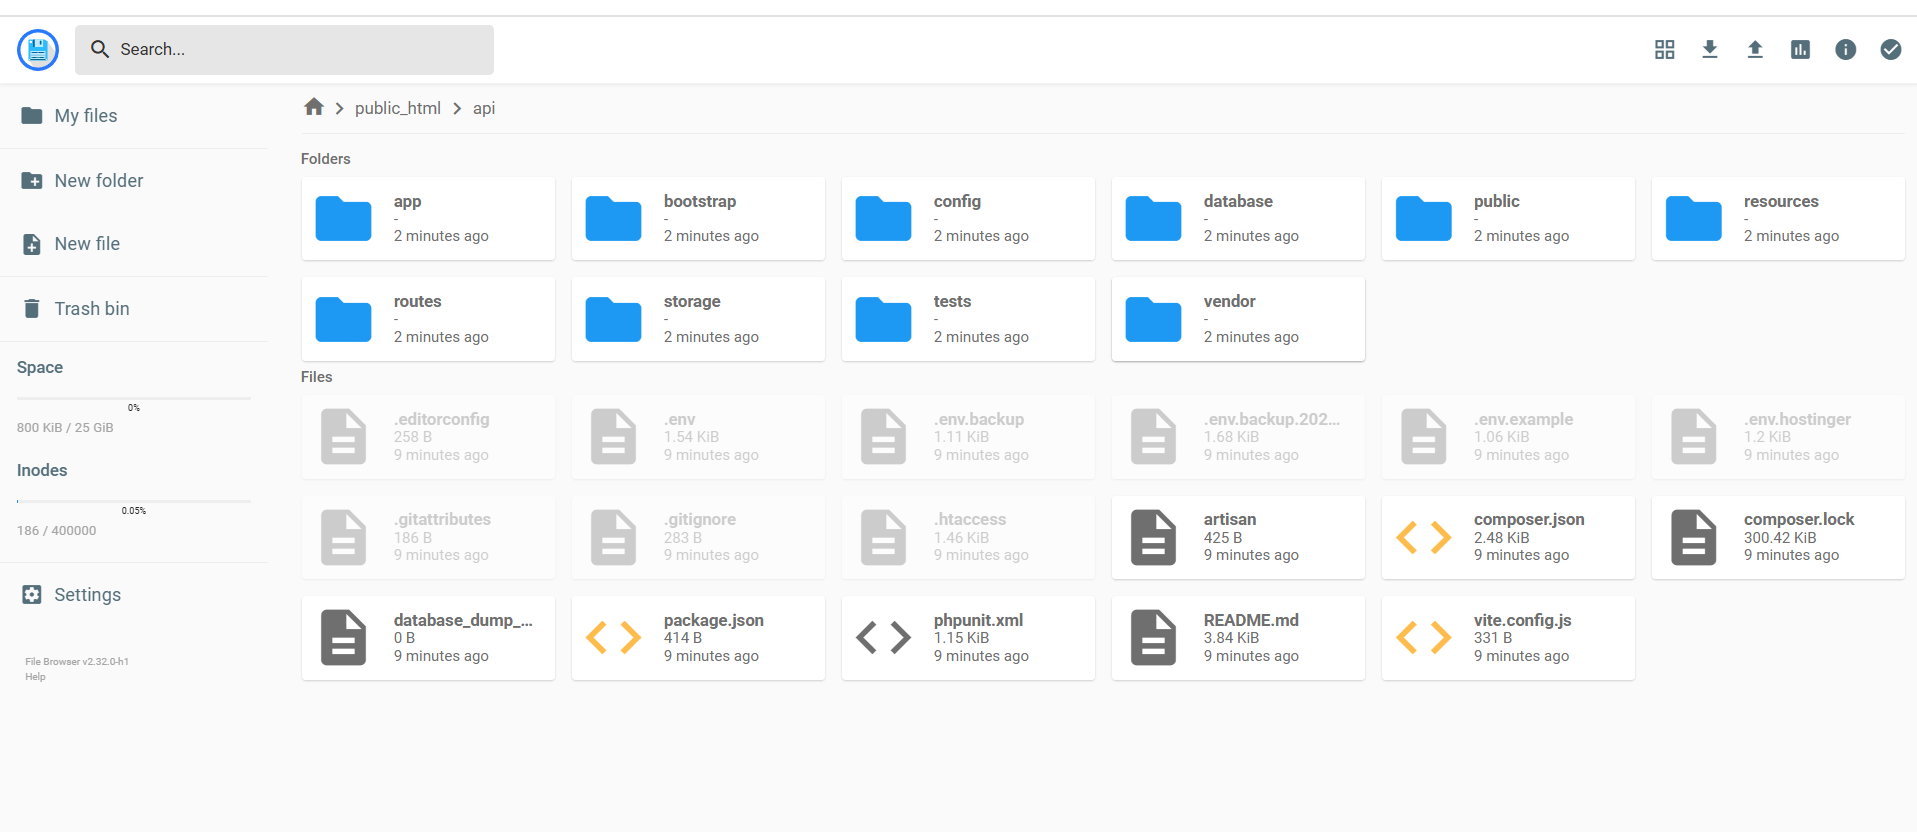 Search...
My files
New folder
New file
Trash bin
Space
0%
800 KiB / 25 GiB
Inodes
0.05%
186 / 400000
Settings
File Browser v2.32.0-h1
Help
public_html
api
Folders
app
-
2 minutes ago
bootstrap
-
2 minutes ago
config
-
2 minutes ago
database
-
2 minutes ago
public
-
2 minutes ago
resources
-
2 minutes ago
routes
-
2 minutes ago
storage
-
2 minutes ago
tests
-
2 minutes ago
vendor
-
2 minutes ago
Files
.editorconfig
258 B
9 minutes ago
.env
1.54 KiB
9 minutes ago
.env.backup
1.11 KiB
9 minutes ago
.env.backup.202...
1.68 KiB
9 minutes ago
.env.example
1.06 KiB
9 minutes ago
.env.hostinger
1.2 KiB
9 minutes ago
.gitattributes
186 B
9 minutes ago
.gitignore
283 B
9 minutes ago
.htaccess
1.46 KiB
9 minutes ago
artisan
425 B
9 minutes ago
composer.json
2.48 KiB
9 minutes ago
composer.lock
300.42 KiB
9 minutes ago
database_dump_...
0 B
9 minutes ago
package.json
414 B
9 minutes ago
phpunit.xml
1.15 KiB
9 minutes ago
README.md
3.84 KiB
9 minutes ago
vite.config.js
331 B
9 minutes ago